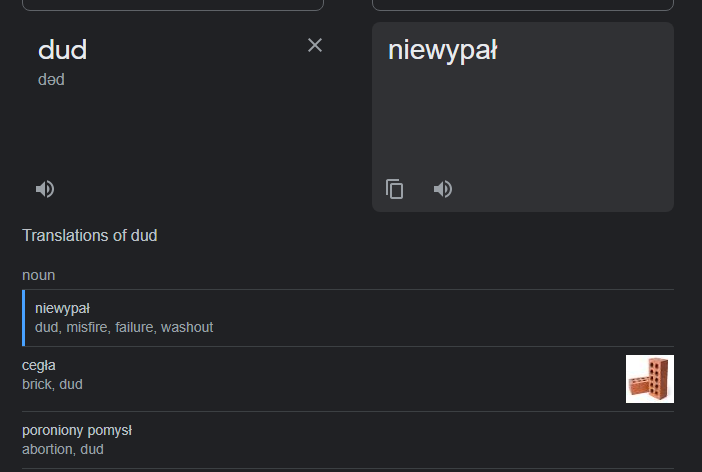 dud
dəd
niewypał
Translations of dud
noun
niewypał
dud, misfire, failure, washout
cegła
brick, dud
poroniony pomysł
abortion, dud